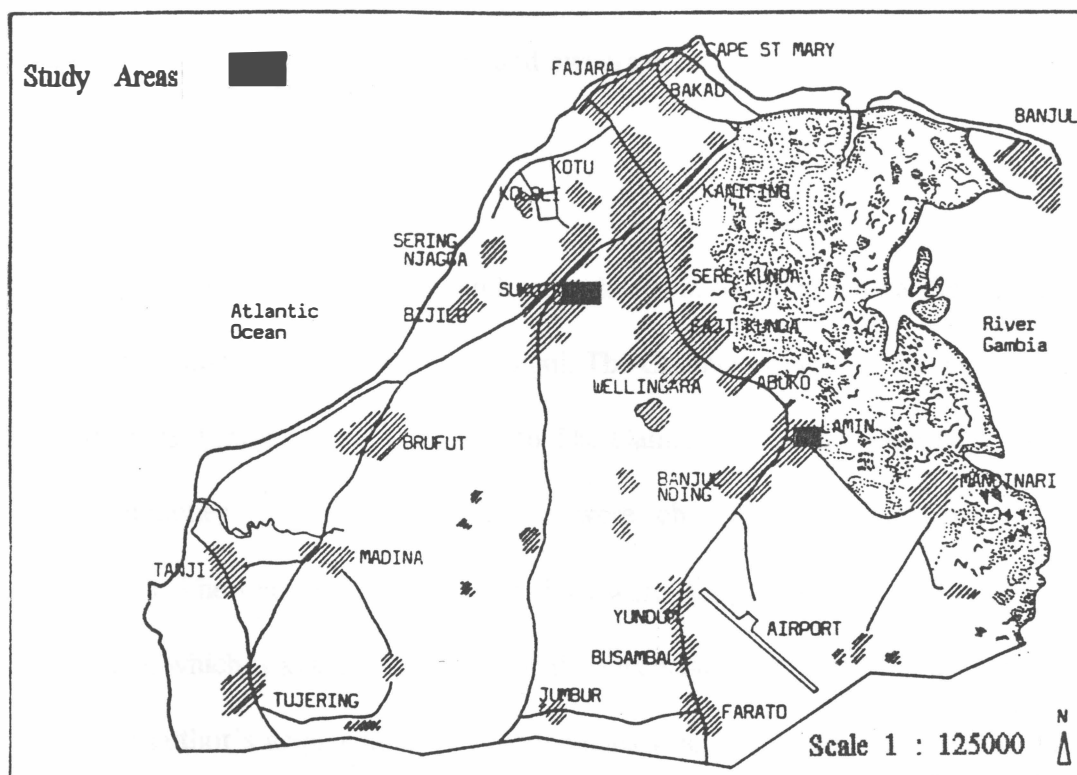 CAPE ST MARY
FAJARA
Study Areas
BAKAU
BANJUL
KOTU
KANIFING
SERING
NJAGGA
SERE KUNDA
BIJILO
Atlantic
Ocean
FAJI KUNDA
River
Gambia
WELLINGARA
ABUKO
LAMIN
BRUFUT
BANJUL
NDING
MANDINARI
TANJI
MADINA
YUNDUM
AIRPORT
BUSAMBALA
TUJERING
JUMBUR
FARATO
N
Scale 1 : 125000